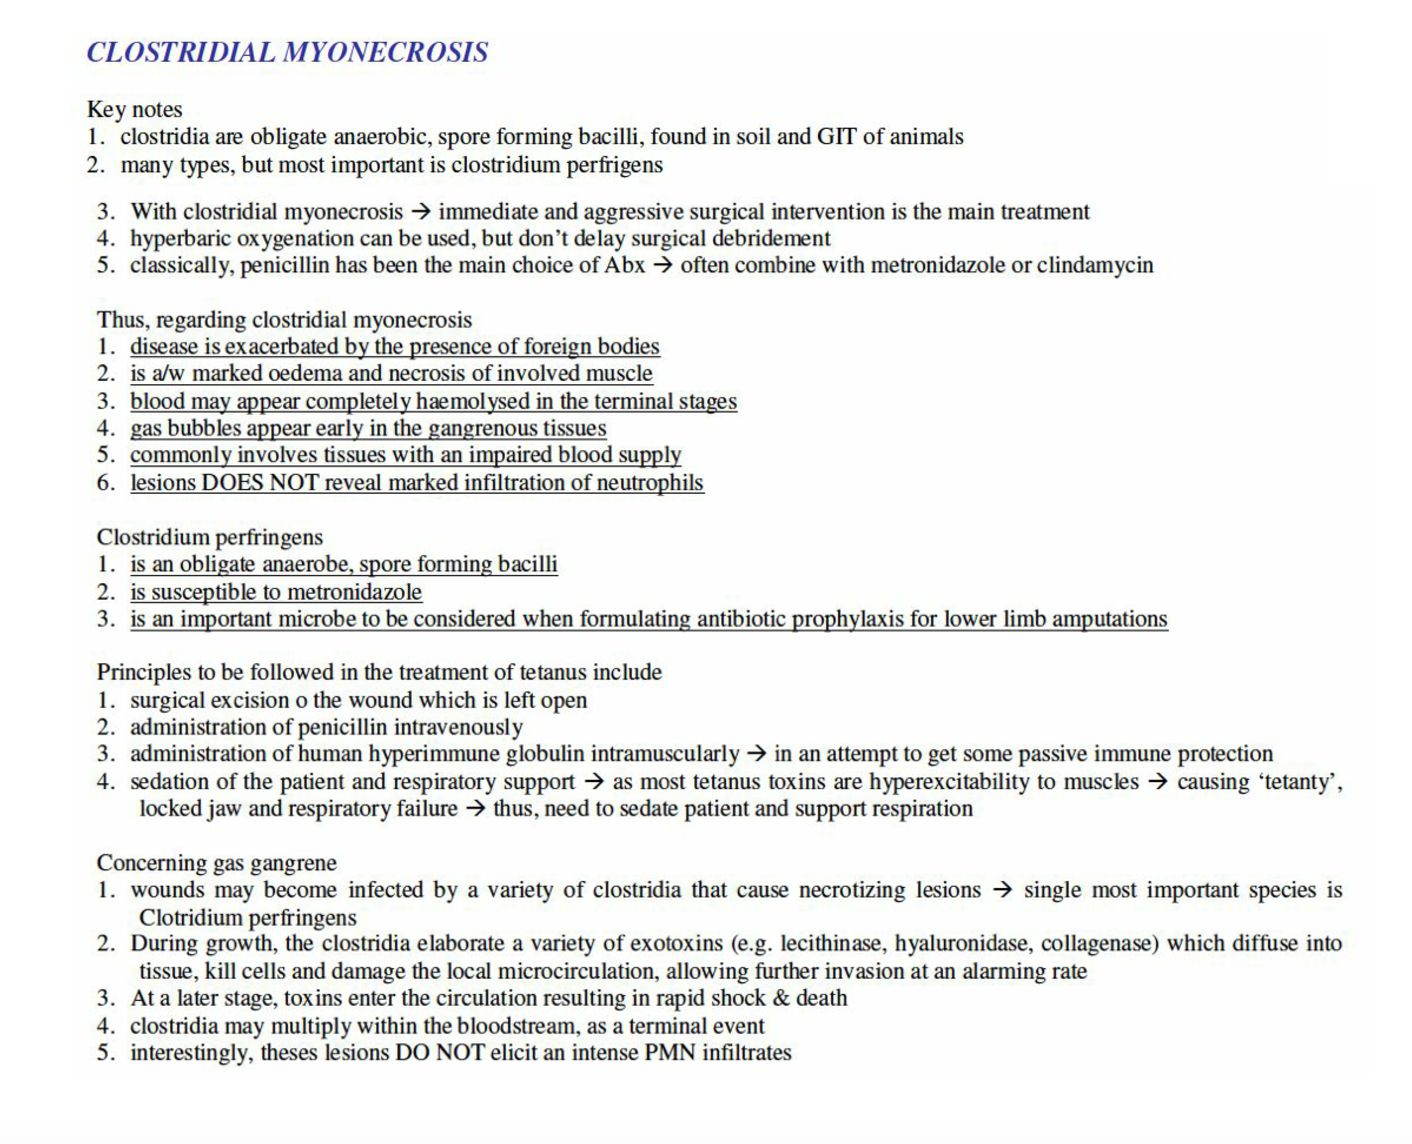 CLOSTRIDIAL MYONECROSIS
Key notes
1. clostridia are obligate anaerobic, spore forming bacilli, found in soil and GIT of animals
2. many types, but most important is clostridium perfrigens
3. With clostridial myonecrosis → immediate and aggressive surgical intervention is the main treatment
4. hyperbaric oxygenation can be used, but don't delay surgical debridement
5. classically, penicillin has been the main choice of Abx → often combine with metronidazole or clindamycin
Thus, regarding clostridial myonecrosis
1. disease is exacerbated by the presence of foreign bodies
2. is a/w marked oedema and necrosis of involved muscle
3. blood may appear completely haemolysed in the terminal stages
4. gas bubbles appear early in the gangrenous tissues
5. commonly involves tissues with an impaired blood supply
6. lesions DOES NOT reveal marked infiltration of neutrophils
Clostridium perfringens
1. is an obligate anaerobe, spore forming bacilli
2. is susceptible to metronidazole
3. is an important microbe to be considered when formulating antibiotic prophylaxis for lower limb amputations
Principles to be followed in the treatment of tetanus include
1. surgical excision o the wound which is left open
2. administration of penicillin intravenously
3. administration of human hyperimmune globulin intramuscularly → in an attempt to get some passive immune protection
4. sedation of the patient and respiratory support → as most tetanus toxins are hyperexcitability to muscles → causing 'tetanty',
locked jaw and respiratory failure → thus, need to sedate patient and support respiration
Concerning gas gangrene
1. wounds may become infected by a variety of clostridia that cause necrotizing lesions → single most important species is
Clotridium perfringens
2. During growth, the clostridia elaborate a variety of exotoxins (e.g. lecithinase, hyaluronidase, collagenase) which diffuse into
tissue, kill cells and damage the local microcirculation, allowing further invasion at an alarming rate
3. At a later stage, toxins enter the circulation resulting in rapid shock & death
4. clostridia may multiply within the bloodstream, as a terminal event
5. interestingly, theses lesions DO NOT elicit an intense PMN infiltrates